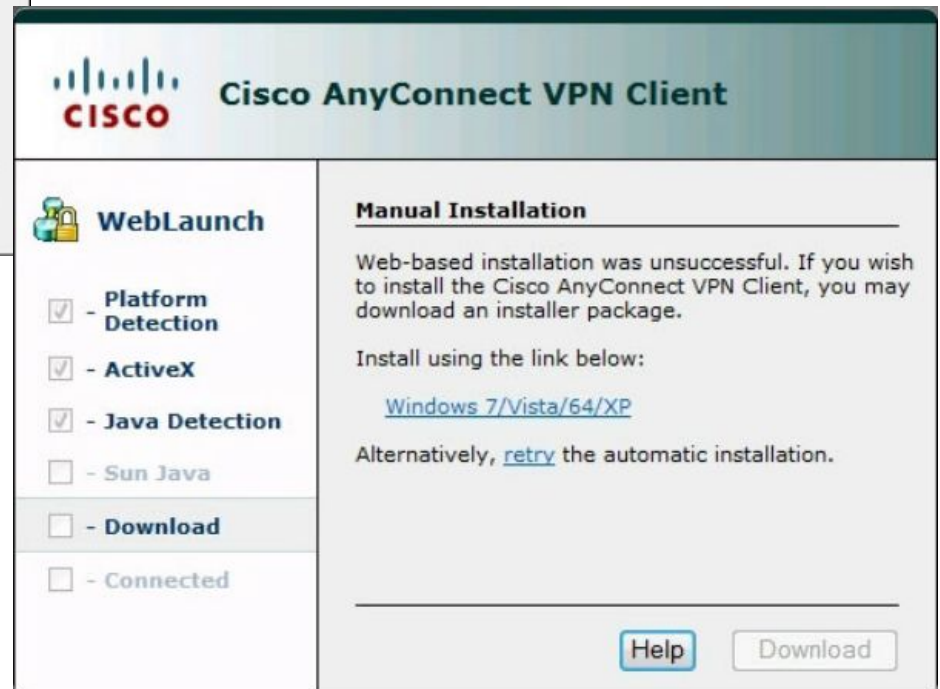 CISCO
Cisco AnyConnect VPN Client
WebLaunch
- Platform
Detection
- ActiveX
- Java Detection
- Sun Java
- Download
- Connected
Manual Installation
Web-based installation was unsuccessful. If you wish
to install the Cisco AnyConnect VPN Client, you may
download an installer package.
Install using the link below:
Windows 7/Vista/64/XP
Alternatively, retry the automatic installation.
Help
Download